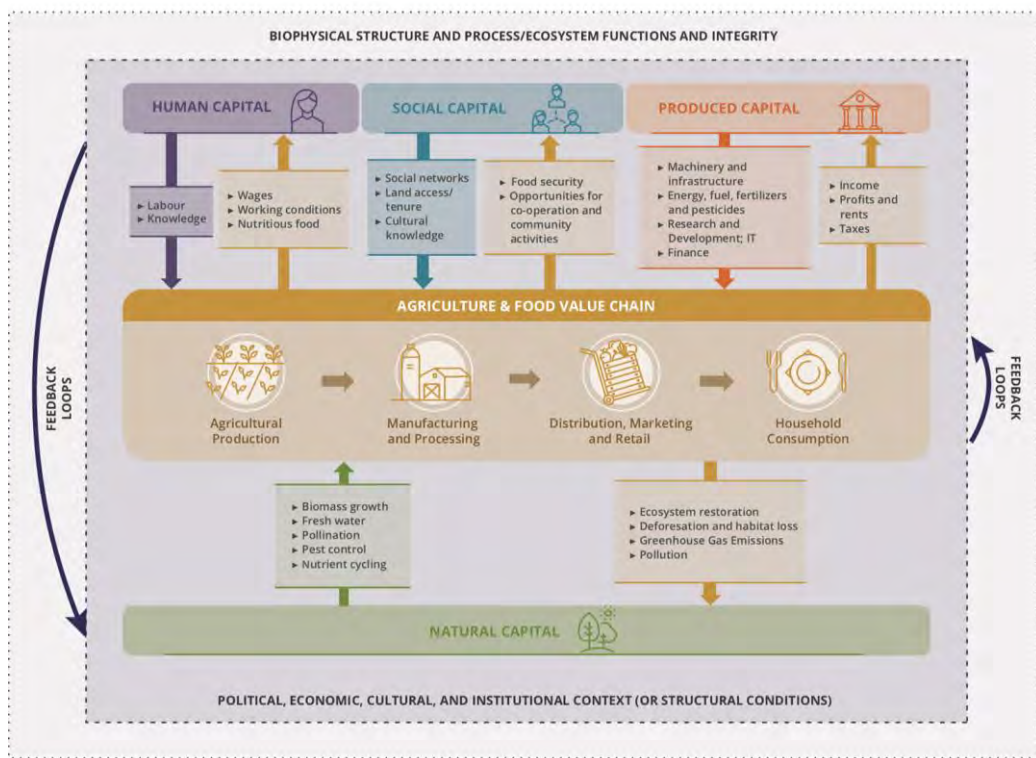 BIOPHYSICAL STRUCTURE AND PROCESS/ECOSYSTEM FUNCTIONS AND INTEGRITY
HUMAN CAPITAL
SOCIAL CAPITAL
PRODUCED CAPITAL
▸ Labour
▸ Knowledge
▸ Wages
▸ Working conditions
▸ Nutritious food
▸ Social networks
▸ Land access/
tenure
▸ Cultural
knowledge
▸ Food security
▸ Opportunities for
co-operation and
community
activities
▸ Machinery and
infrastructure
▸ Energy, fuel, fertilizers
and pesticides
▸ Research and
Development; IT
▸ Finance
▸ Income
▸ Profits and
rents
▸ Taxes
AGRICULTURE & FOOD VALUE CHAIN
Agricultural
Production
Manufacturing
and Processing
Distribution, Marketing
and Retail
Household
Consumption
FEEDBACK
LOOPS
FEEDBACK
LOOPS
▸ Biomass growth
▸ Fresh water
▸ Pollination
▸ Pest control
▸ Nutrient cycling
▸ Ecosystem restoration
▸ Deforesation and habitat loss
▸ Greenhouse Gas Emissions
▸ Pollution
NATURAL CAPITAL
POLITICAL, ECONOMIC, CULTURAL, AND INSTITUTIONAL CONTEXT (OR STRUCTURAL CONDITIONS)